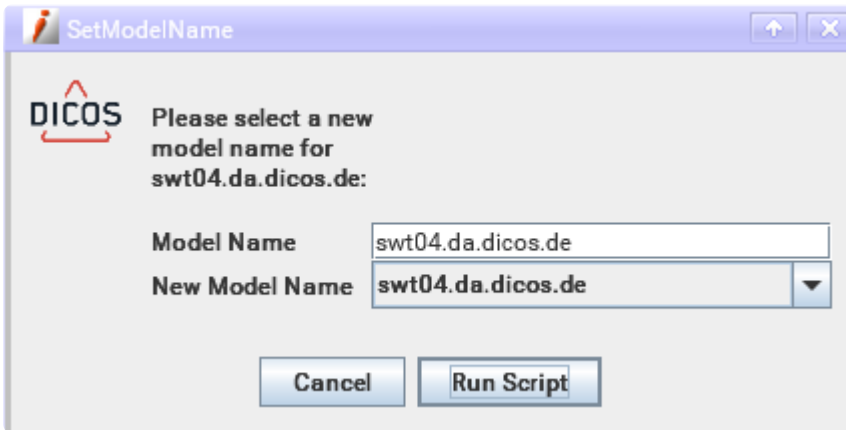 SetModelName
DICOS
Please select a new
model name for
swt04.da.dicos.de:
Model Name swt04.da.dicos.de
New Model Name swt04.da.dicos.de
Cancel Run Script